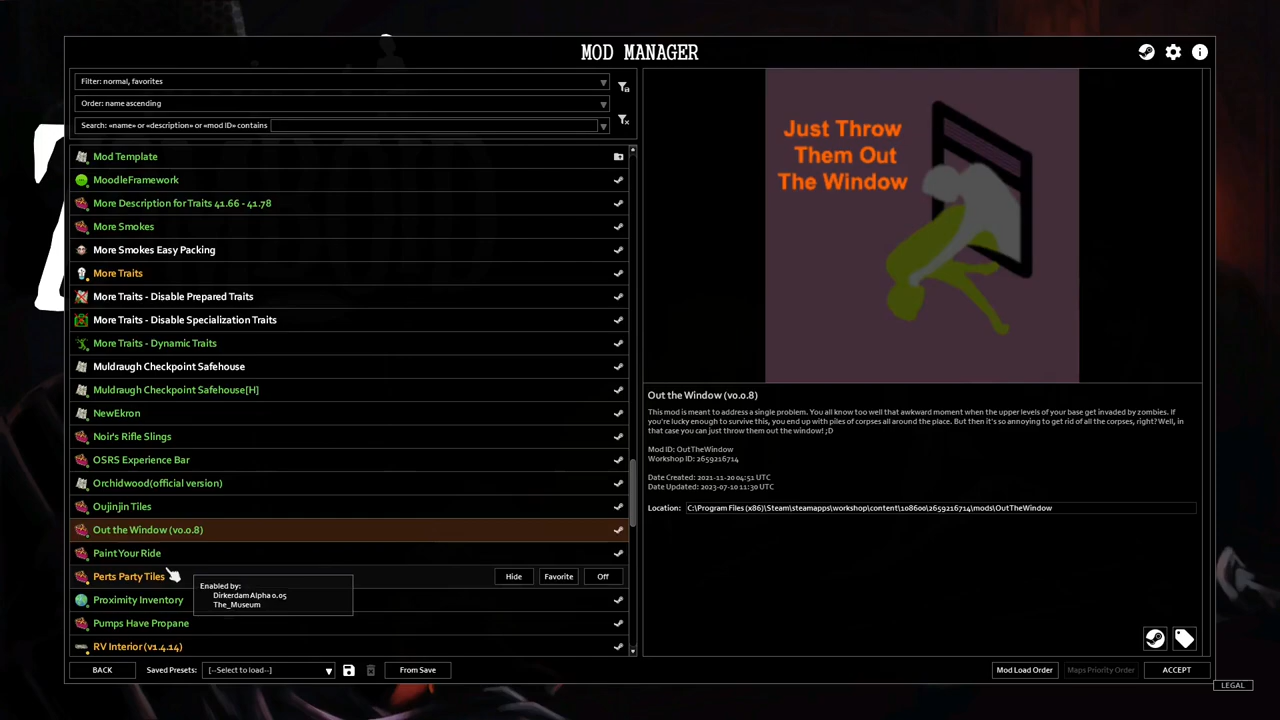 MOD MANAGER
Filter: normal, favorites
Order: name ascending
Search: «name» or «description» or «mod ID» contains
Mod Template
MoodleFramework
More Description for Traits 41.66 - 41.78
More Smokes
More Smokes Easy Packing
More Traits
More Traits - Disable Prepared Traits
More Traits - Disable Specialization Traits
More Traits - Dynamic Traits
Muldraugh Checkpoint Safehouse
Muldraugh Checkpoint Safehouse[H]
NewEkron
Noir's Rifle Slings
OSRS Experience Bar
Orchidwood(official version)
Oujinjin Tiles
Out the Window (v0.0.8)
Paint Your Ride
Perts Party Tiles
Hide Favorite Off
Enabled by:
Dirkerdam Alpha 0.05
The_Museum
Proximity Inventory
Pumps Have Propane
RV Interior (v1.4.14)
Just Throw
Them Out
The Window
Out the Window (v0.0.8)
This mod is meant to address a single problem. You all know too well that awkward moment when the upper levels of your base get invaded by zombies. If
you're lucky enough to survive this, you end up with piles of corpses all around the place. But then it's so annoying to get rid of all the corpses, right? Well, in
that case you can just throw them out the window! ;D
Mod ID: OutTheWindow
Workshop ID: 2659216714
Date Created: 2021-11-20 04:51 UTC
Date Updated: 2023-07-10 11:30 UTC
Location: C:\Program Files (x86)\Steam\steamapps\workshop\content\108600\2659216714\mods\OutTheWindow
BACK
Saved Presets: [--Select to load--]
From Save
Mod Load Order
Maps Priority Order
ACCEPT
LEGAL